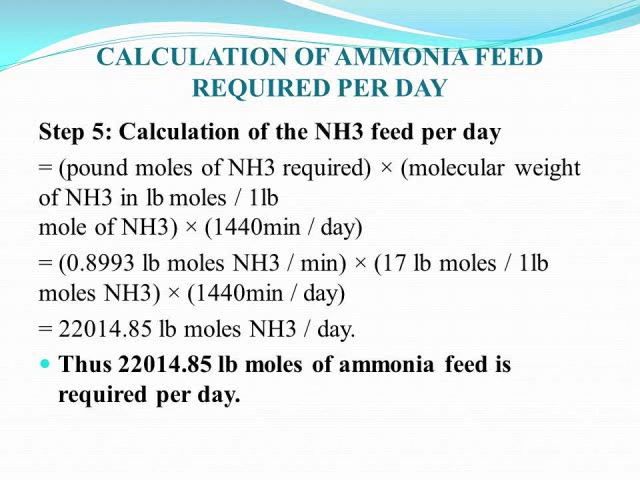 CALCULATION OF AMMONIA FEED
REQUIRED PER DAY
Step 5: Calculation of the NH3 feed per day
= (pound moles of NH3 required) × (molecular weight
of NH3 in lb moles / 1lb
mole of NH3) × (1440min / day)
= (0.8993 lb moles NH3 / min) × (17 lb moles / 1lb
moles NH3) × (1440min / day)
= 22014.85 lb moles NH3 / day.
Thus 22014.85 lb moles of ammonia feed is
required per day.